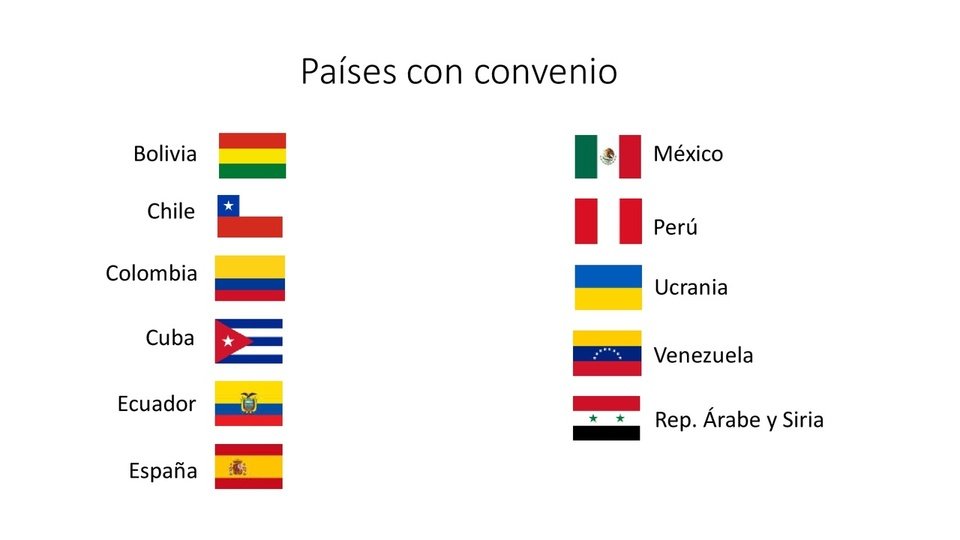 Países con convenio
Bolivia
Chile
Colombia
Cuba
Ecuador
España
México
Perú
Ucrania
Venezuela
Rep. Árabe y Siria